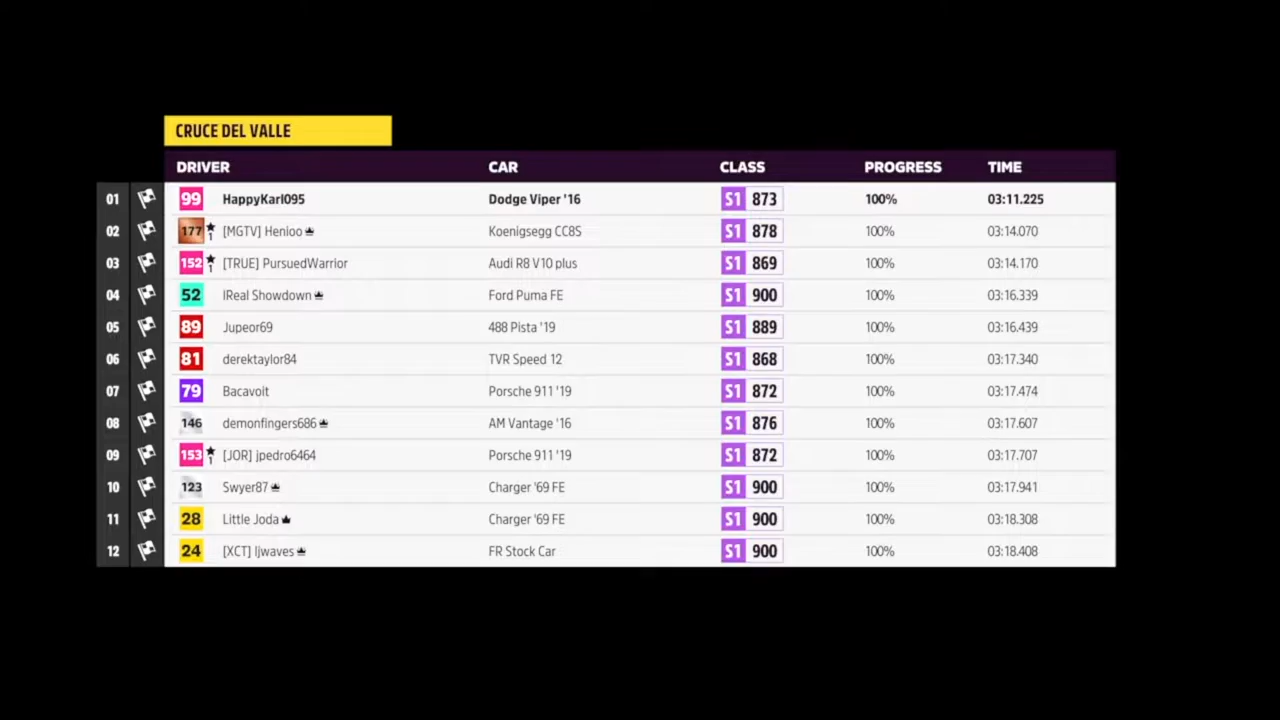 CRUCE DEL VALLE
DRIVER CAR CLASS PROGRESS TIME
01 99 HappyKarl095 Dodge Viper '16 S1 873 100% 03:11.225
02 177 1 [MGTV] Henioo Koenigsegg CC8S S1 878 100% 03:14.070
03 152 1 [TRUE] PursuedWarrior Audi R8 V10 plus S1 869 100% 03:14.170
04 52 IReal Showdown Ford Puma FE S1 900 100% 03:16.339
05 89 Jupeor69 488 Pista '19 S1 889 100% 03:16.439
06 81 derektaylor84 TVR Speed 12 S1 868 100% 03:17.340
07 79 Bacavoit Porsche 911 '19 S1 872 100% 03:17.474
08 146 demonfingers686 AM Vantage '16 S1 876 100% 03:17.607
09 153 1 [JOR] jpedro6464 Porsche 911 '19 S1 872 100% 03:17.707
10 123 Swyer87 Charger '69 FE S1 900 100% 03:17.941
11 28 Little Joda Charger '69 FE S1 900 100% 03:18.308
12 24 [XCT] ljwaves FR Stock Car S1 900 100% 03:18.408